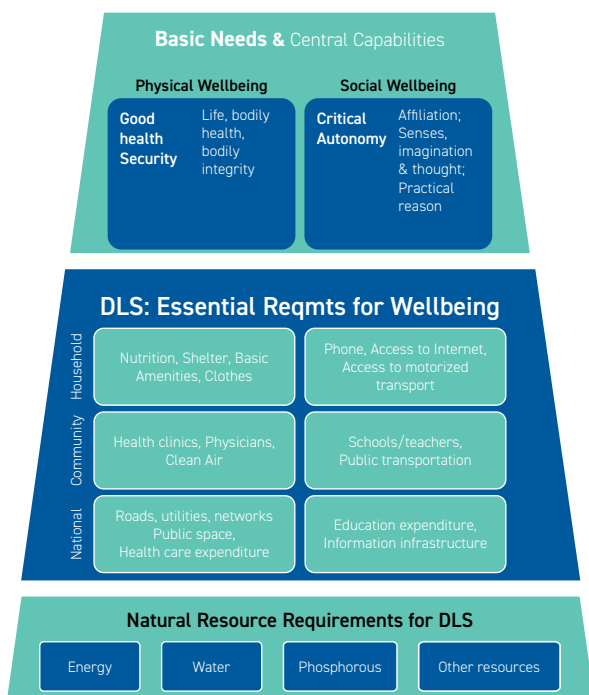 Basic Needs & Central Capabilities
Physical Wellbeing
Good
health
Security
Life, bodily
health,
bodily
integrity
Social Wellbeing
Critical
Autonomy
Affiliation;
Senses,
imagination
& thought;
Practical
reason
DLS: Essential Reqmts for Wellbeing
Household
Nutrition, Shelter, Basic
Amenities, Clothes
Phone, Access to Internet,
Access to motorized
transport
Community
Health clinics, Physicians,
Clean Air
Schools/teachers,
Public transportation
National
Roads, utilities, networks
Public space,
Health care expenditure
Education expenditure,
Information infrastructure
Natural Resource Requirements for DLS
Energy
Water
Phosphorous
Other resources